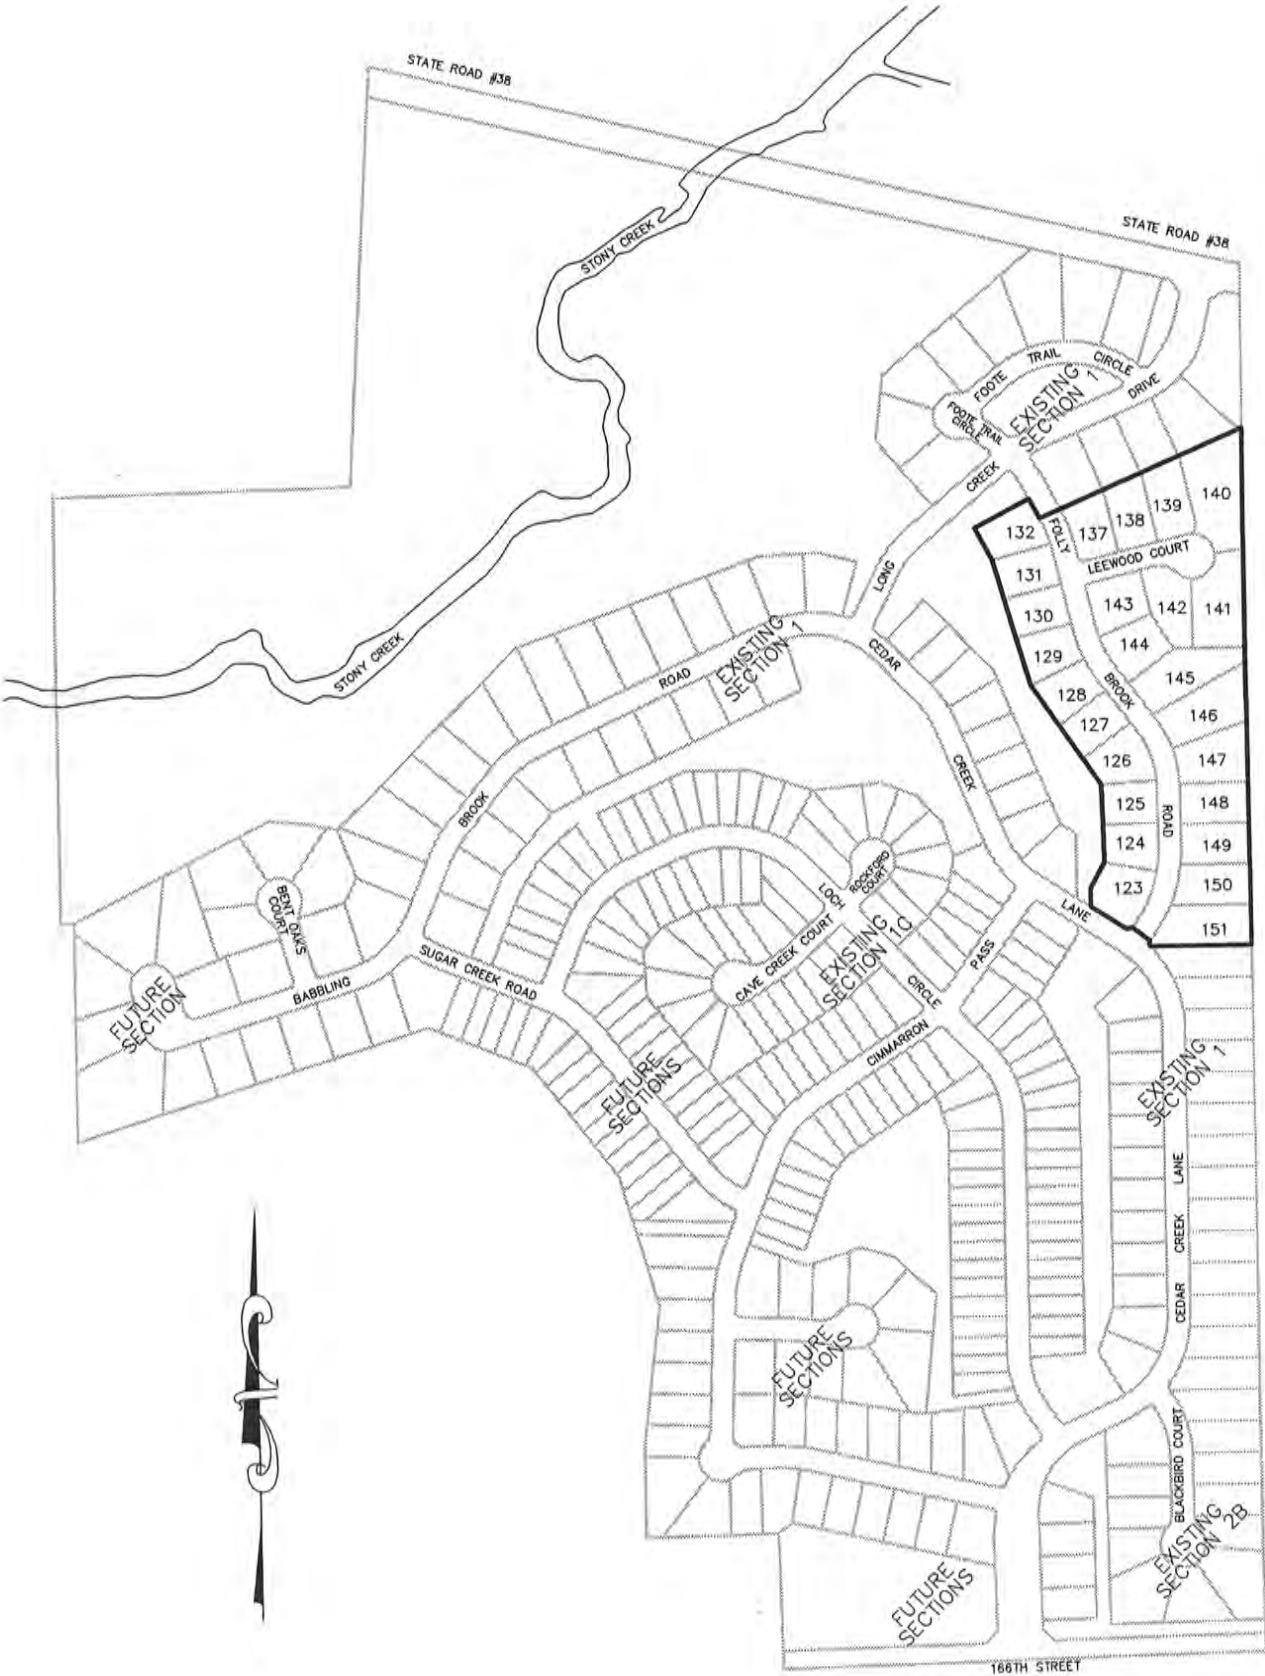 STATE ROAD #38
STATE ROAD #38
STONY CREEK
STONY CREEK
FOOTE TRAIL CIRCLE
FOOTE TRAIL
CIRCLE
EXISTING
SECTION 1
LONG CREEK DRIVE
132
131
130
129
128
127
126
125
124
123
137
138
139
140
LEEWOOD COURT
143
142
141
144
145
146
147
148
149
150
151
FOLLY BROOK ROAD
EXISTING
SECTION 1
BABBLING BROOK ROAD
CEDAR CREEK LANE
BENT OAKS
COURT
SUGAR CREEK ROAD
FUTURE
SECTION
ROCKFORD
COURT
LOCH CIRCLE
CAVE CREEK COURT
EXISTING
SECTION 1C
CIMMARRON PASS
FUTURE
SECTIONS
EXISTING
SECTION 1
CEDAR CREEK LANE
FUTURE
SECTIONS
BLACKBIRD COURT
EXISTING
SECTION 2B
FUTURE
SECTIONS
166TH STREET